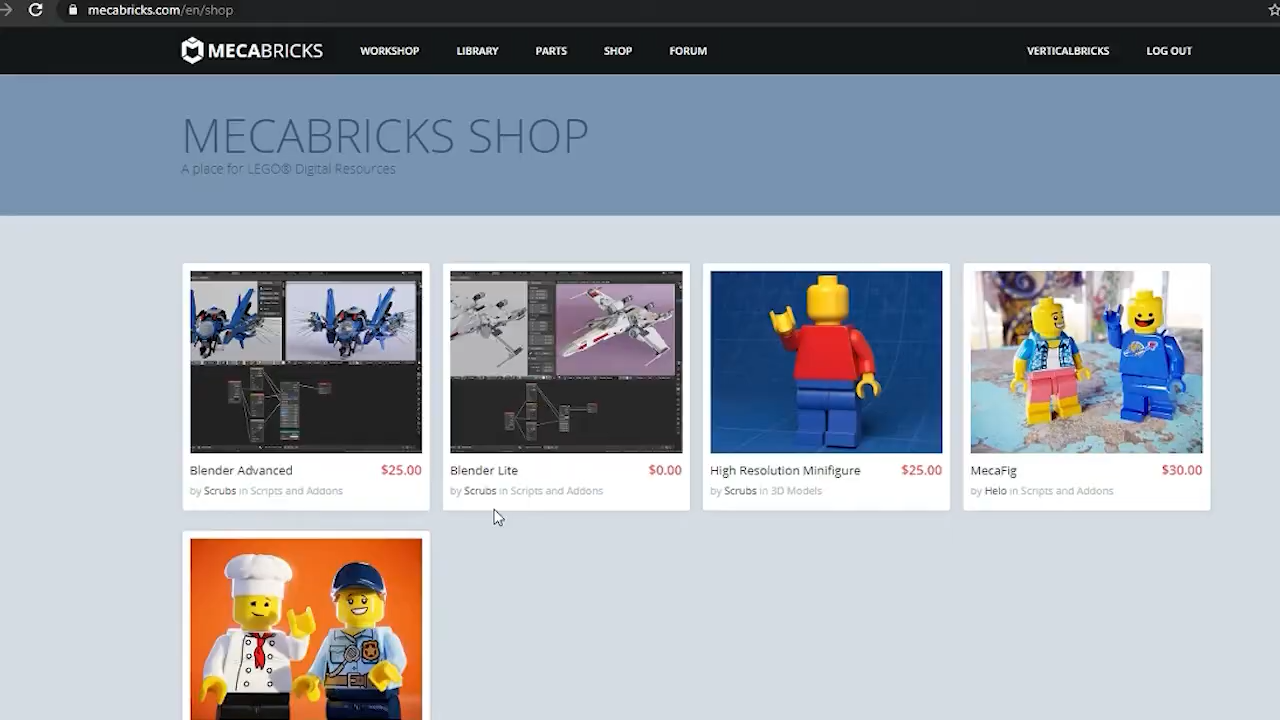 mecabricks.com/en/shop
MECABRICKS WORKSHOP LIBRARY PARTS SHOP FORUM VERTICALBRICKS LOG OUT
MECABRICKS SHOP
A place for LEGO® Digital Resources
Blender Advanced $25.00
by Scrubs in Scripts and Addons
Blender Lite $0.00
by Scrubs in Scripts and Addons
High Resolution Minifigure $25.00
by Scrubs in 3D Models
MecaFig $30.00
by Helo in Scripts and Addons